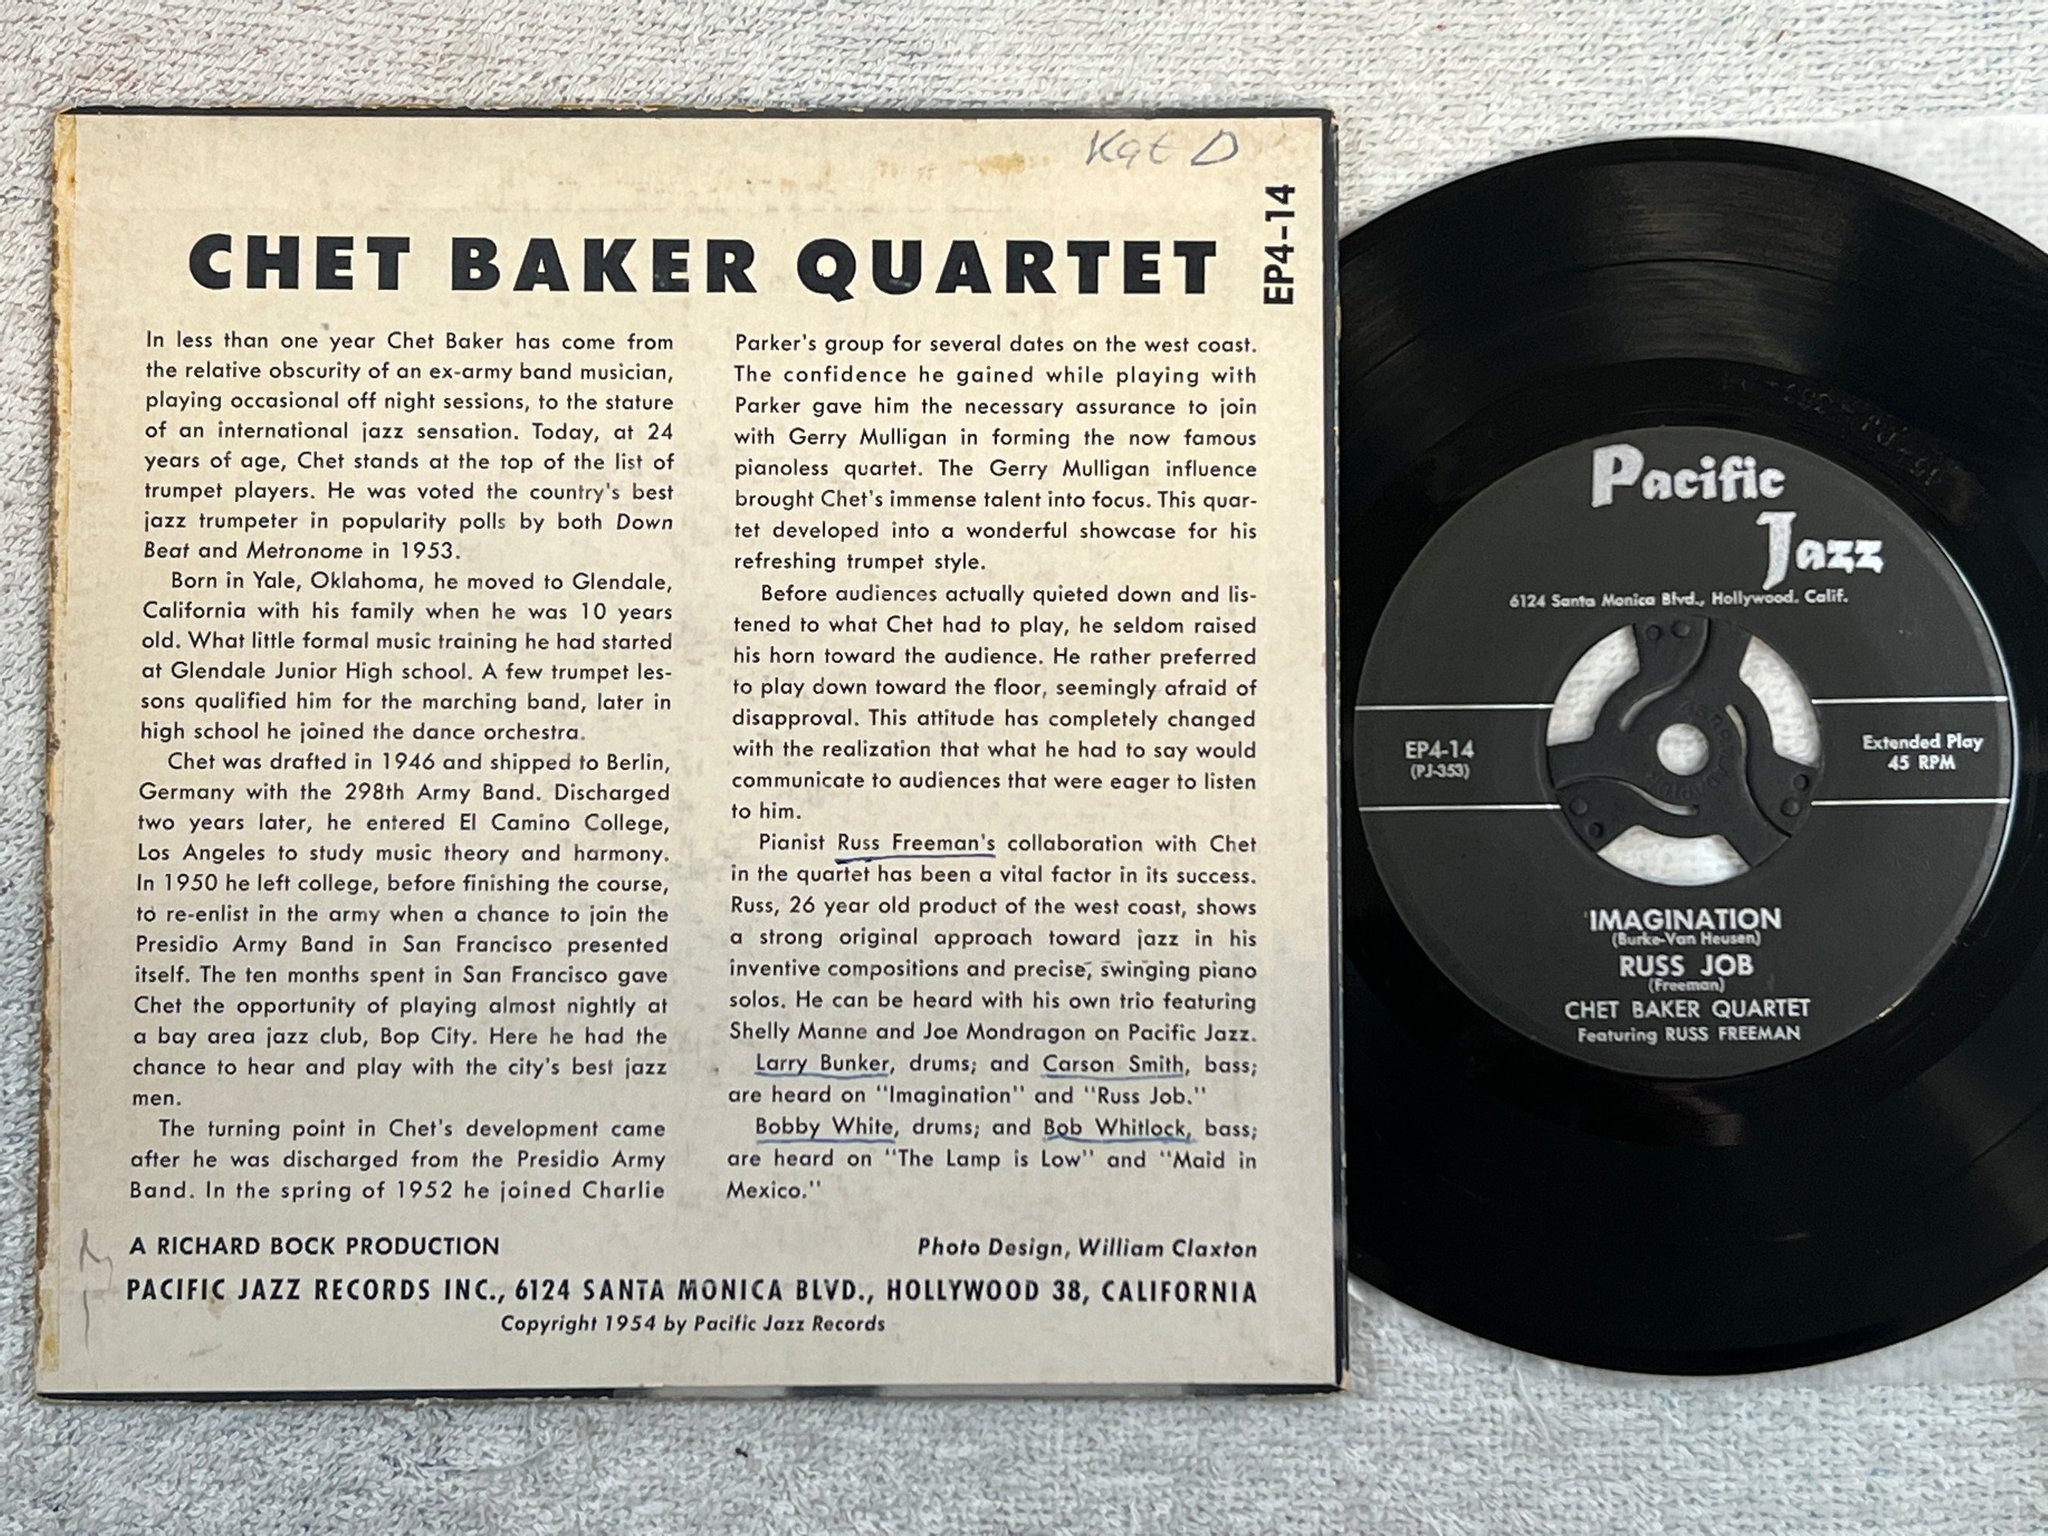 Kat D
CHET BAKER QUARTET
EP4-14
In less than one year Chet Baker has come from
the relative obscurity of an ex-army band musician,
playing occasional off night sessions, to the stature
of an international jazz sensation. Today, at 24
years of age, Chet stands at the top of the list of
trumpet players. He was voted the country's best
jazz trumpeter in popularity polls by both Down
Beat and Metronome in 1953.
Born in Yale, Oklahoma, he moved to Glendale,
California with his family when he was 10 years
old. What little formal music training he had started
at Glendale Junior High school. A few trumpet les-
sons qualified him for the marching band, later in
high school he joined the dance orchestra.
Chet was drafted in 1946 and shipped to Berlin,
Germany with the 298th Army Band. Discharged
two years later, he entered El Camino College,
Los Angeles to study music theory and harmony.
In 1950 he left college, before finishing the course,
to re-enlist in the army when a chance to join the
Presidio Army Band in San Francisco presented
itself. The ten months spent in San Francisco gave
Chet the opportunity of playing almost nightly at
a bay area jazz club, Bop City. Here he had the
chance to hear and play with the city's best jazz
men.
The turning point in Chet's development came
after he was discharged from the Presidio Army
Band. In the spring of 1952 he joined Charlie
Parker's group for several dates on the west coast.
The confidence he gained while playing with
Parker gave him the necessary assurance to join
with Gerry Mulligan in forming the now famous
pianoless quartet. The Gerry Mulligan influence
brought Chet's immense talent into focus. This quar-
tet developed into a wonderful showcase for his
refreshing trumpet style.
Before audiences actually quieted down and lis-
tened to what Chet had to play, he seldom raised
his horn toward the audience. He rather preferred
to play down toward the floor, seemingly afraid of
disapproval. This attitude has completely changed
with the realization that what he had to say would
communicate to audiences that were eager to listen
to him.
Pianist Russ Freeman's collaboration with Chet
in the quartet has been a vital factor in its success.
Russ, 26 year old product of the west coast, shows
a strong original approach toward jazz in his
inventive compositions and precise, swinging piano
solos. He can be heard with his own trio featuring
Shelly Manne and Joe Mondragon on Pacific Jazz.
Larry Bunker, drums; and Carson Smith, bass;
are heard on "Imagination" and "Russ Job."
Bobby White, drums; and Bob Whitlock, bass;
are heard on "The Lamp is Low" and "Maid in
Mexico."
A RICHARD BOCK PRODUCTION
Photo Design, William Claxton
PACIFIC JAZZ RECORDS INC., 6124 SANTA MONICA BLVD., HOLLYWOOD 38, CALIFORNIA
Copyright 1954 by Pacific Jazz Records
Pacific
Jazz
6124 Santa Monica Blvd., Hollywood. Calif.
EP4-14
(PJ-353)
Extended Play
45 RPM
IMAGINATION
(Burke-Van Heusen)
RUSS JOB
(Freeman)
CHET BAKER QUARTET
Featuring RUSS FREEMAN